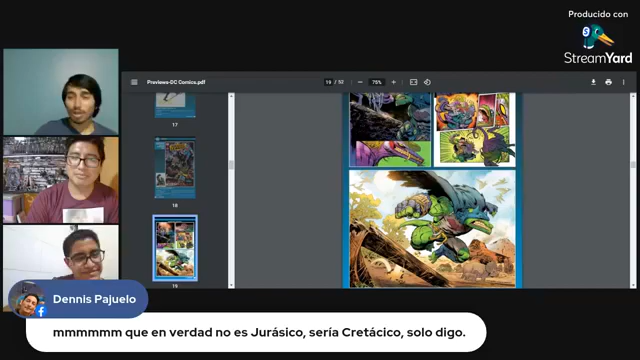 Producido con
StreamYard
Previews-DC Comics.pdf
19 / 52
75%
17
18
19
Dennis Pajuelo
mmmmmm que en verdad no es Jurásico, sería Cretácico, solo digo.